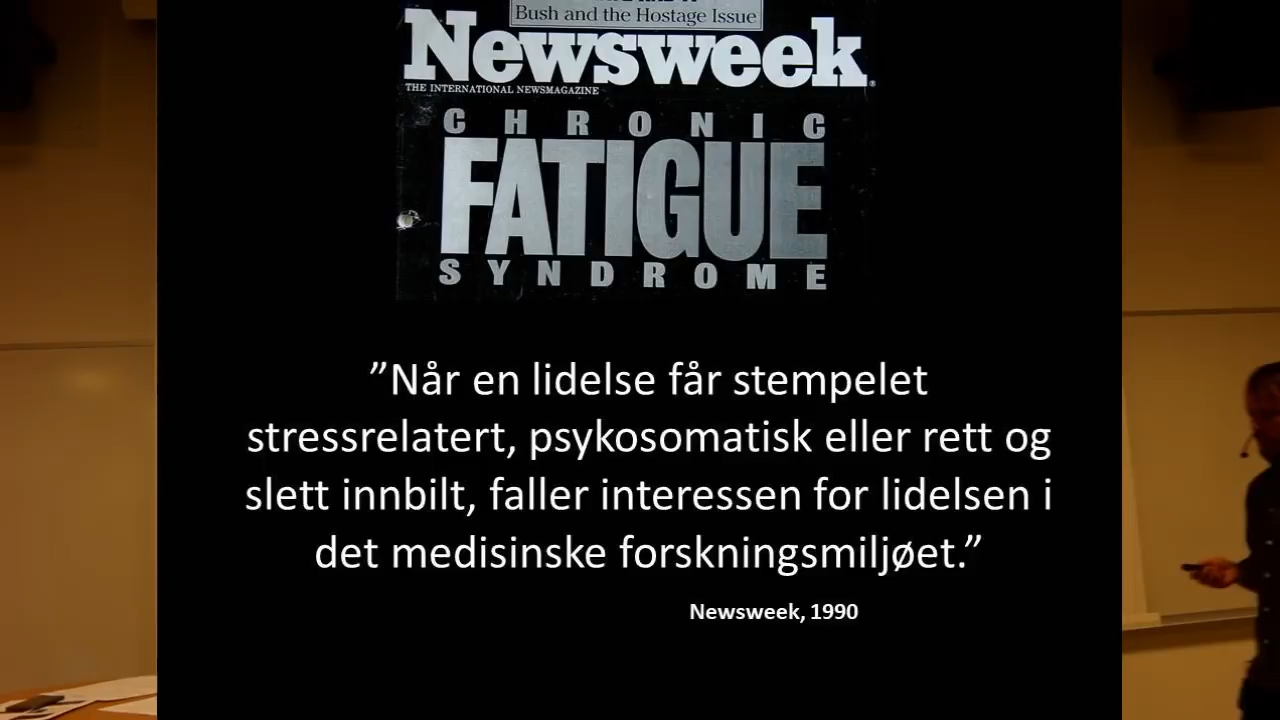 Bush and the Hostage Issue
Newsweek
THE INTERNATIONAL NEWSMAGAZINE
CHRONIC
FATIGUE
SYNDROME
”Når en lidelse får stempelet
stressrelatert, psykosomatisk eller rett og
slett innbilt, faller interessen for lidelsen i
det medisinske forskningsmiljøet.”
Newsweek, 1990